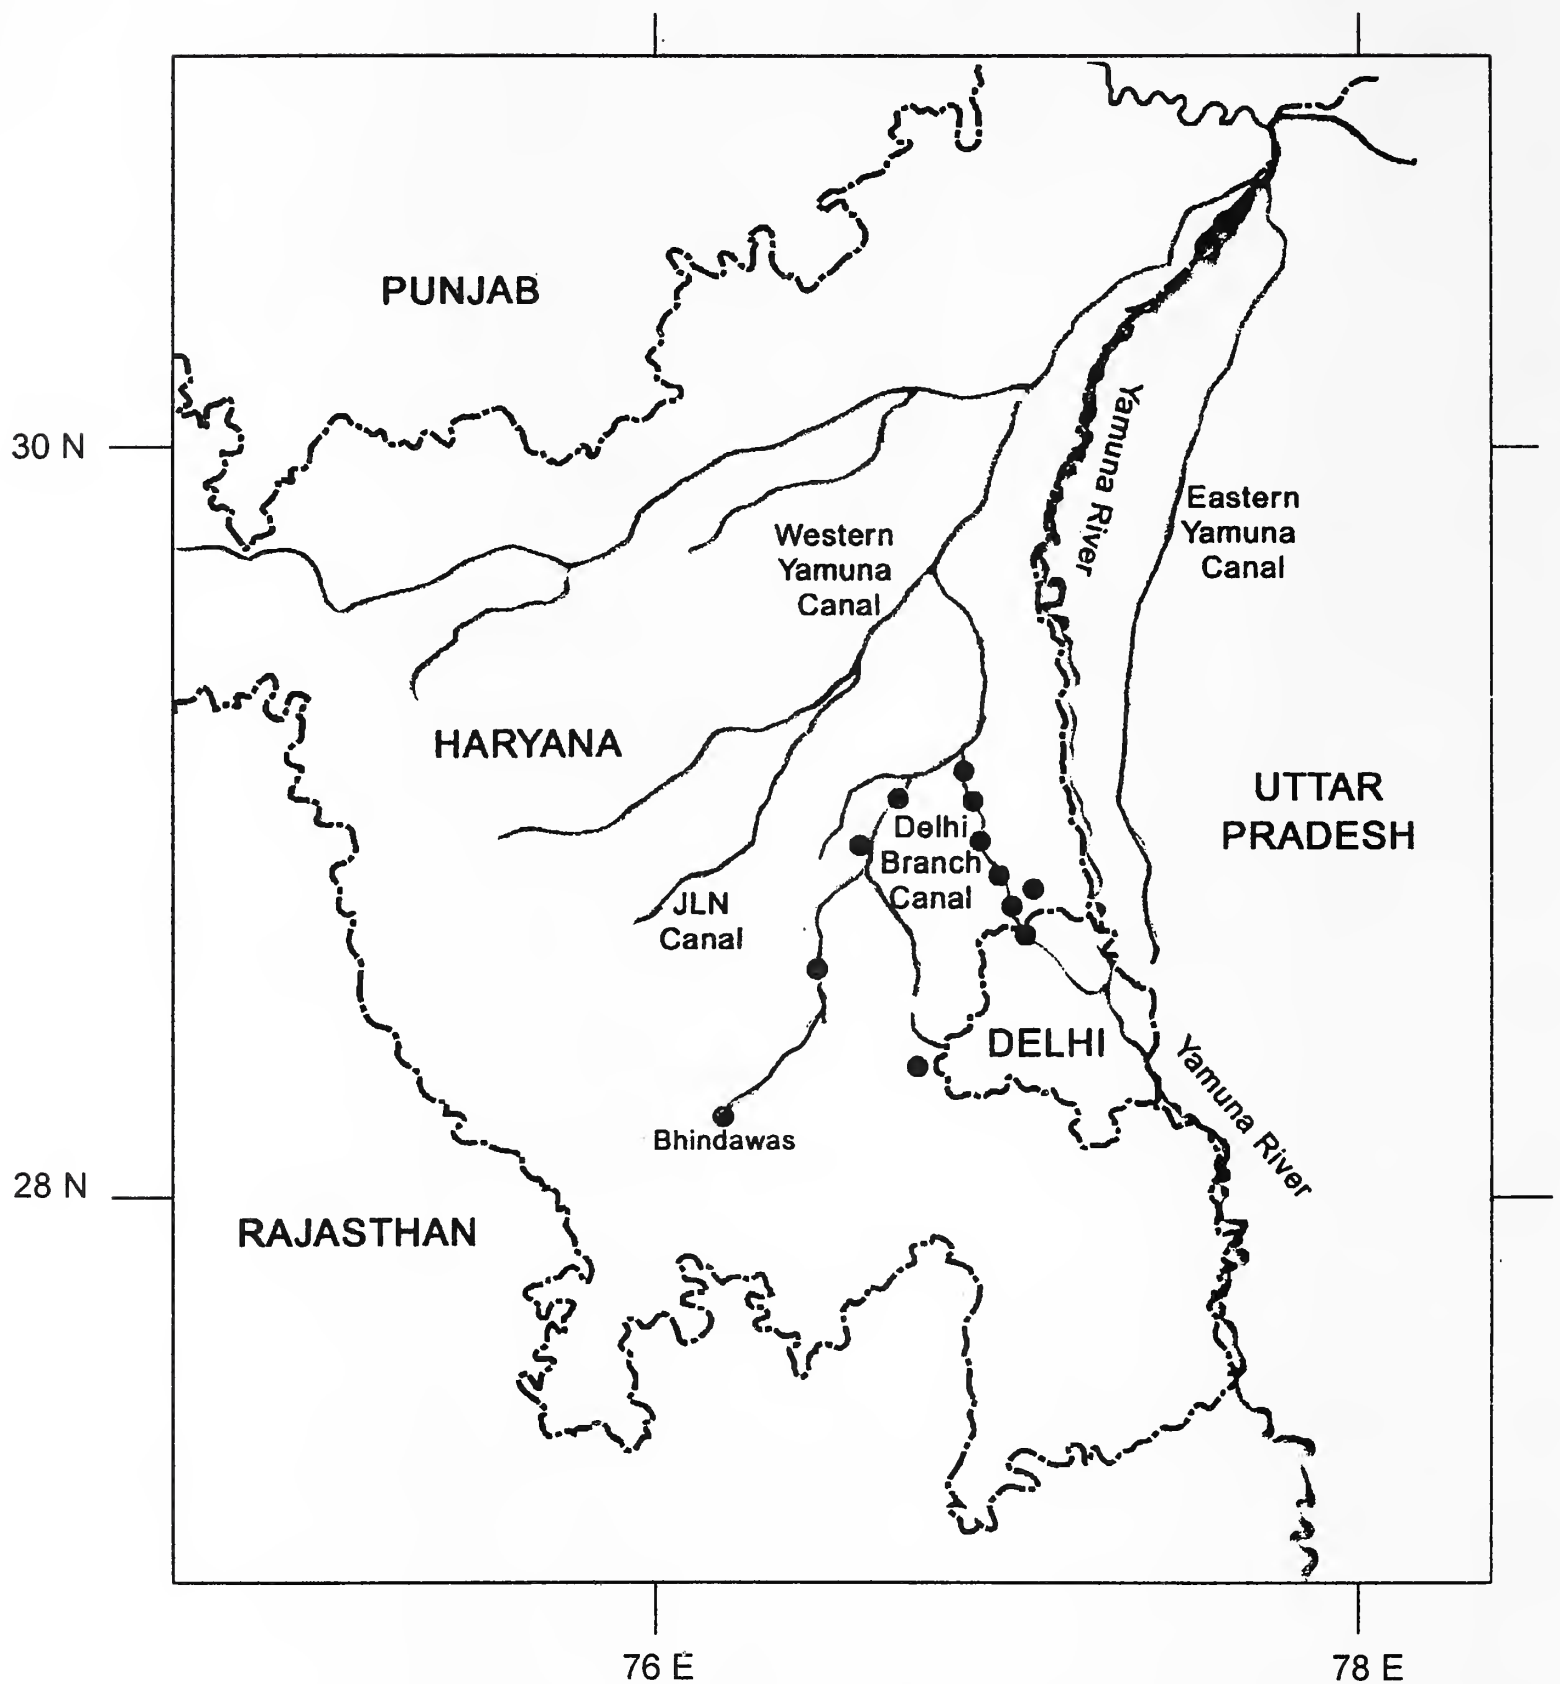 PUNJAB
30 N
Yamuna River
Eastern
Yamuna
Canal
Western
Yamuna
Canal
HARYANA
UTTAR
PRADESH
Delhi
Branch
Canal
JLN
Canal
DELHI
Yamuna River
Bhindawas
28 N
RAJASTHAN
76 E
78 E